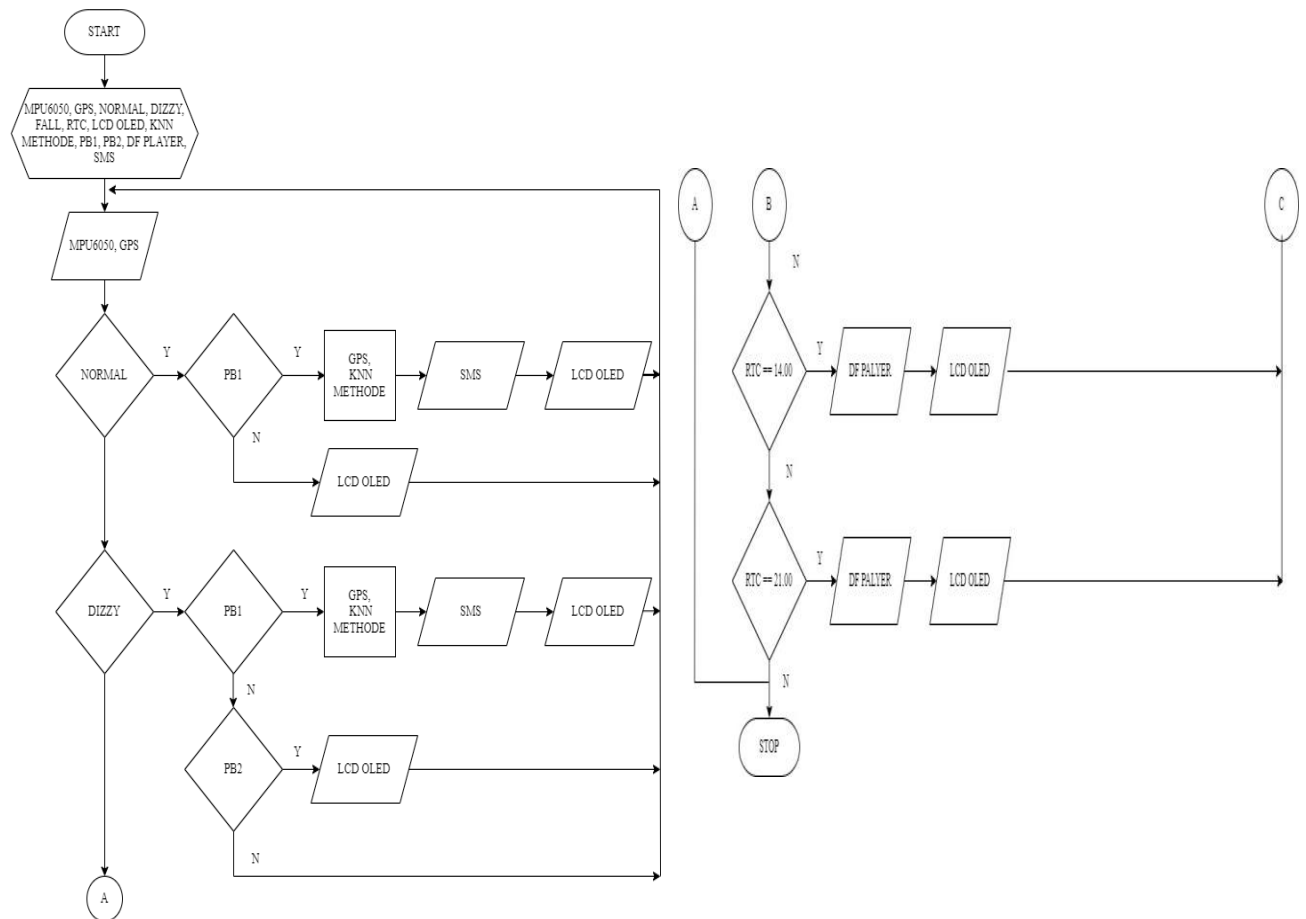 START
MPU6050, GPS, NORMAL, DIZZY,
FALL, RTC, LCD OLED, KNN
METHODE, PB1, PB2, DF PLAYER,
SMS
MPU6050, GPS
NORMAL
Y
PB1
Y
GPS,
KNN
METHODE
SMS
LCD OLED
N
LCD OLED
DIZZY
Y
PB1
Y
GPS,
KNN
METHODE
SMS
LCD OLED
N
PB2
Y
LCD OLED
N
A
A
B
C
N
RTC == 14.00
Y
DF PALYER
LCD OLED
N
RTC == 21.00
Y
DF PALYER
LCD OLED
N
STOP